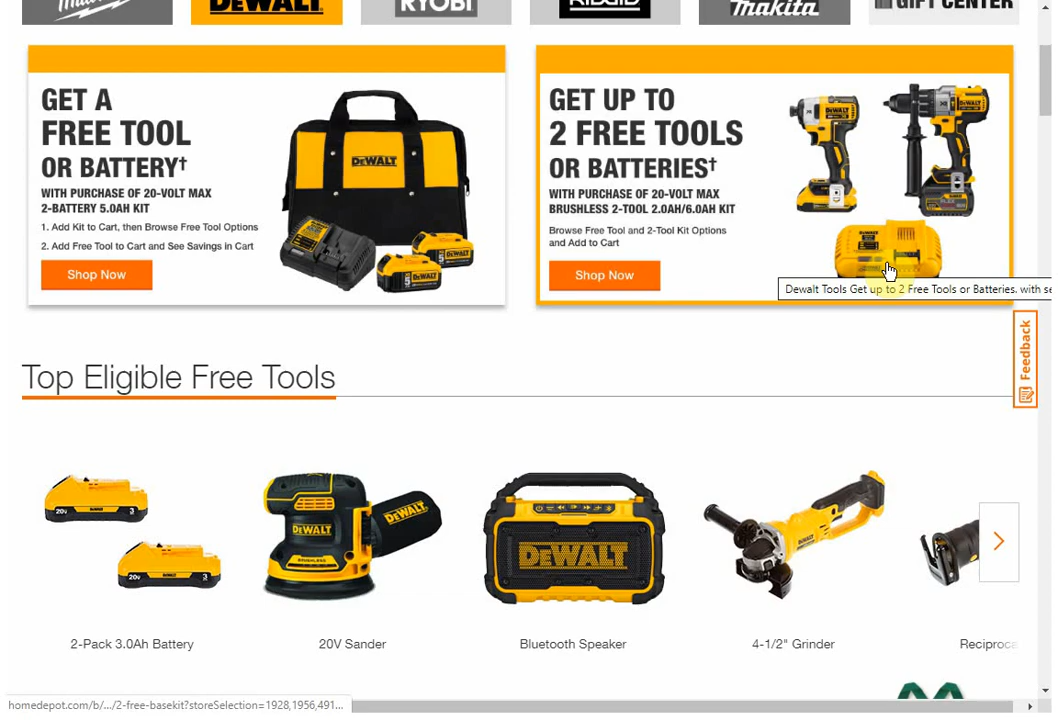 Milwaukee
DEWALT
RYOBI
RIDGID
makita
GIFT CENTER
GET A
FREE TOOL
OR BATTERY†
WITH PURCHASE OF 20-VOLT MAX
2-BATTERY 5.0AH KIT
1. Add Kit to Cart, then Browse Free Tool Options
2. Add Free Tool to Cart and See Savings in Cart
Shop Now
DEWALT
GET UP TO
2 FREE TOOLS
OR BATTERIES†
WITH PURCHASE OF 20-VOLT MAX
BRUSHLESS 2-TOOL 2.0AH/6.0AH KIT
Browse Free Tool and 2-Tool Kit Options
and Add to Cart
Shop Now
DEWALT
DEWALT
Dewalt Tools Get up to 2 Free Tools or Batteries. with se
Feedback
Top Eligible Free Tools
20V 3
20V 3
DEWALT
DEWALT
DEWALT
2-Pack 3.0Ah Battery
20V Sander
Bluetooth Speaker
4-1/2" Grinder
Reciproca
homedepot.com/b/.../2-free-basekit?storeSelection=1928,1956,491...